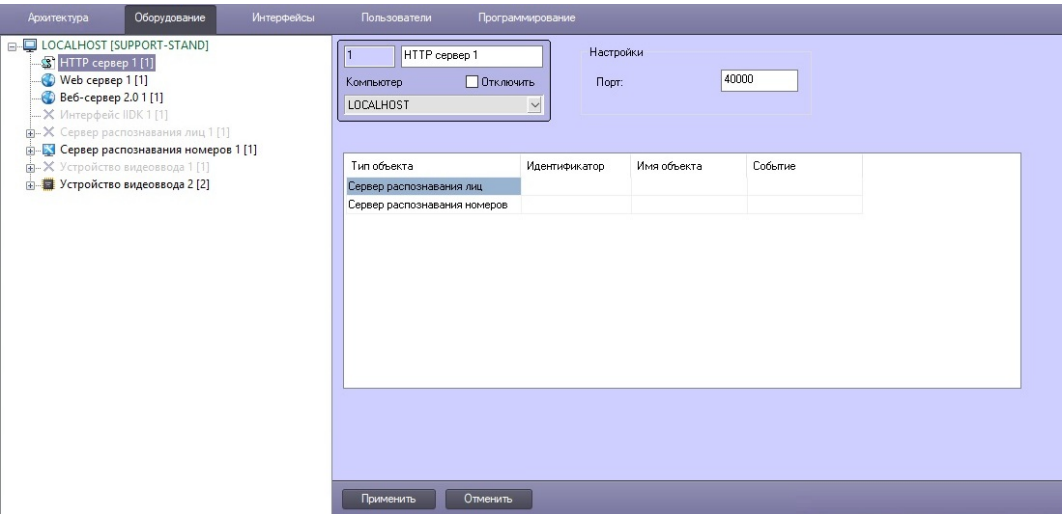 Архитектура Оборудование Интерфейсы Пользователи Программирование
LOCALHOST [SUPPORT-STAND]
HTTP сервер 1 [1]
Web сервер 1 [1]
Веб-сервер 2.0 1 [1]
Интерфейс IIDK 1 [1]
Сервер распознавания лиц 1 [1]
Сервер распознавания номеров 1 [1]
Устройство видеоввода 1 [1]
Устройство видеоввода 2 [2]
1 HTTP сервер 1
Компьютер Отключить
LOCALHOST
Настройки
Порт: 40000
Тип объекта Идентификатор Имя объекта Событие
Сервер распознавания лиц
Сервер распознавания номеров
Применить Отменить